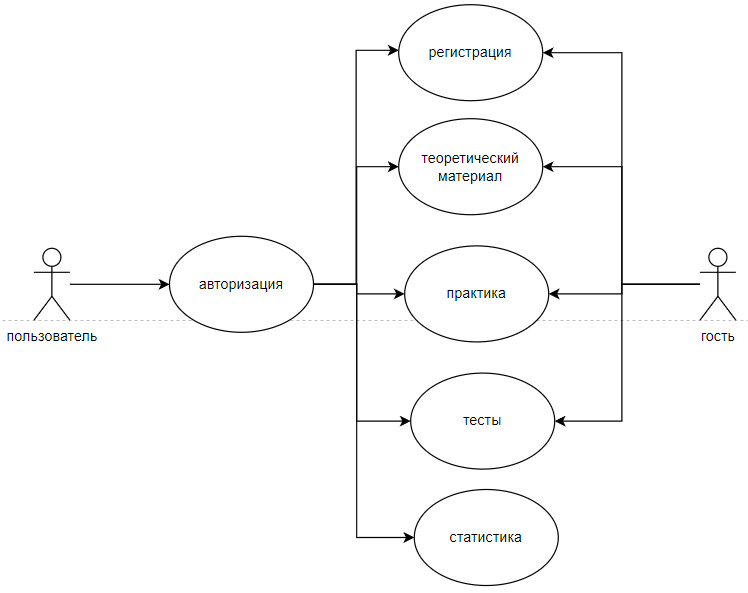 регистрация
теоретический
материал
авторизация
практика
пользователь
гость
тесты
статистика